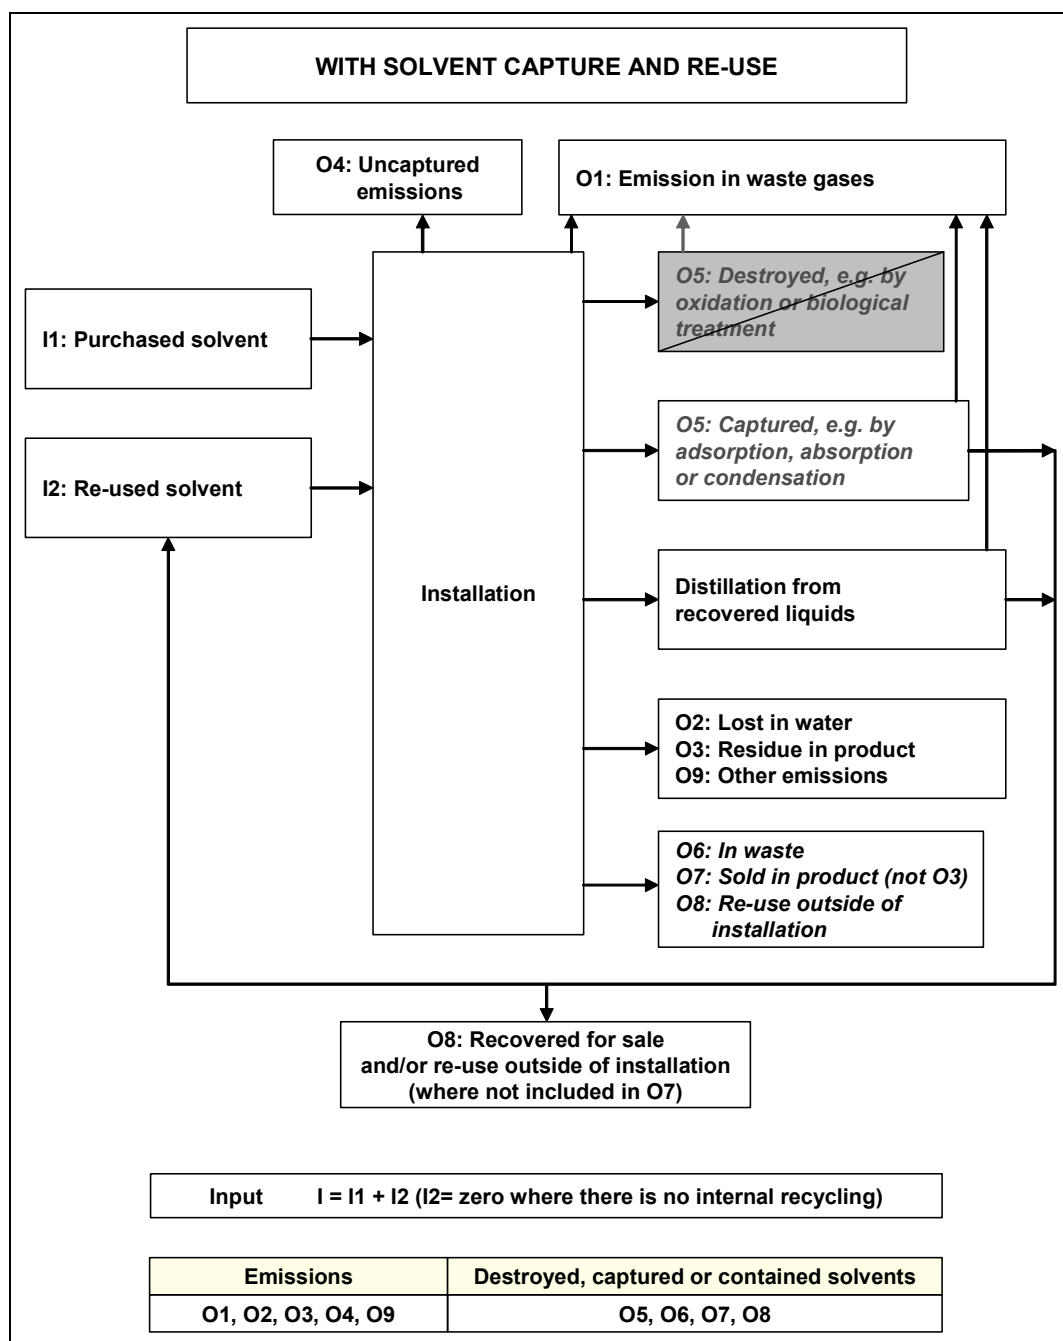 WITH SOLVENT CAPTURE AND RE-USE
O4: Uncaptured
emissions
O1: Emission in waste gases
O5: Destroyed, e.g. by
oxidation or biological
treatment
I1: Purchased solvent
O5: Captured, e.g. by
adsorption, absorption
or condensation
I2: Re-used solvent
Installation
Distillation from
recovered liquids
O2: Lost in water
O3: Residue in product
O9: Other emissions
O6: In waste
O7: Sold in product (not O3)
O8: Re-use outside of
installation
O8: Recovered for sale
and/or re-use outside of installation
(where not included in O7)
Input I = I1 + I2 (I2= zero where there is no internal recycling)
Emissions Destroyed, captured or contained solvents
O1, O2, O3, O4, O9 O5, O6, O7, O8